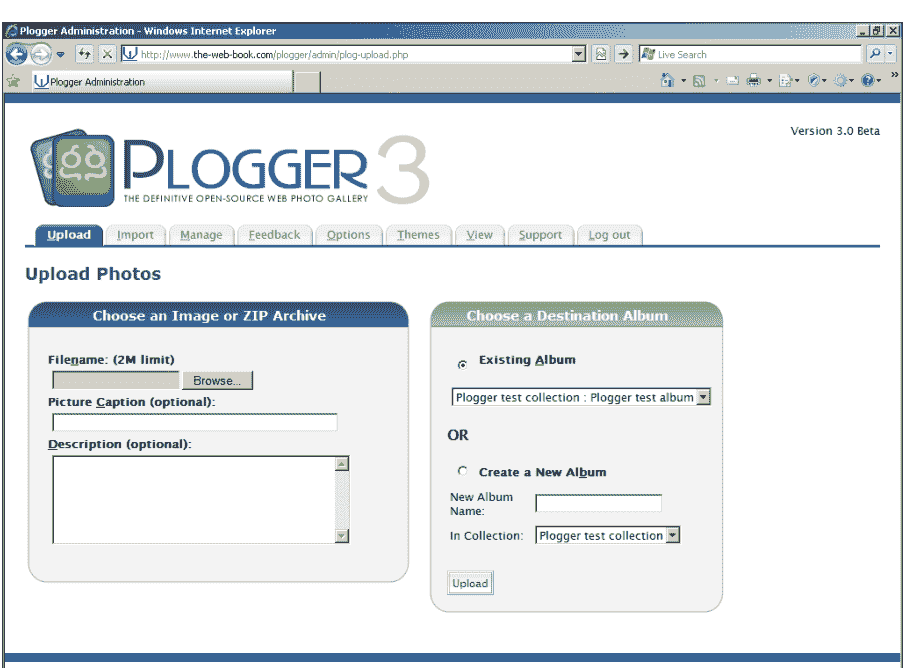 Plogger Administration - Windows Internet Explorer
http://www.the-web-book.com/plogger/admin/plog-upload.php
Live Search
Plogger Administration
Version 3.0 Beta
PLOGGER 3
THE DEFINITIVE OPEN-SOURCE WEB PHOTO GALLERY
Upload Import Manage Feedback Options Themes View Support Log out
Upload Photos
Choose an Image or ZIP Archive
Filename: (2M limit)
Browse...
Picture Caption (optional):
Description (optional):
Choose a Destination Album
Existing Album
Plogger test collection : Plogger test album
OR
Create a New Album
New Album
Name:
In Collection: Plogger test collection
Upload